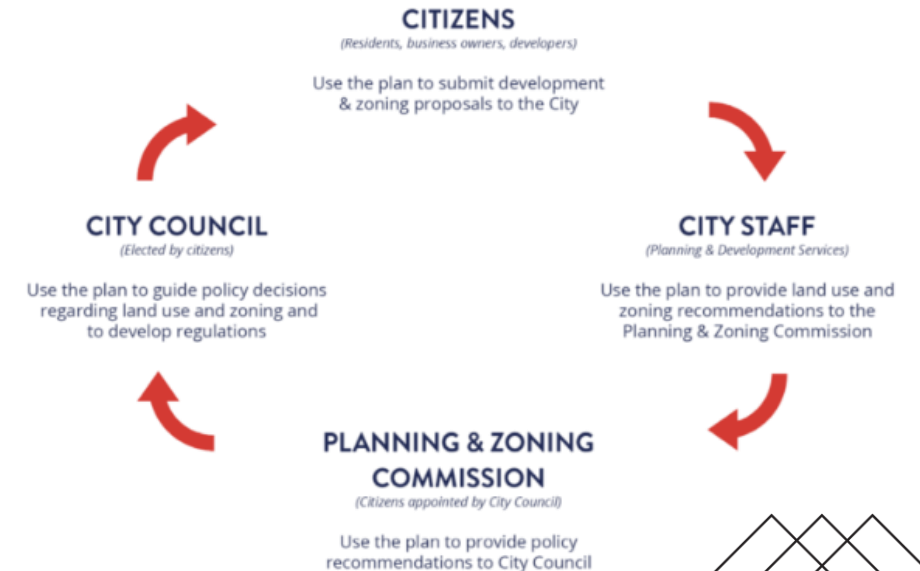 CITIZENS
(Residents, business owners, developers)
Use the plan to submit development
& zoning proposals to the City
CITY COUNCIL
(Elected by citizens)
Use the plan to guide policy decisions
regarding land use and zoning and
to develop regulations
CITY STAFF
(Planning & Development Services)
Use the plan to provide land use and
zoning recommendations to the
Planning & Zoning Commission
PLANNING & ZONING
COMMISSION
(Citizens appointed by City Council)
Use the plan to provide policy
recommendations to City Council